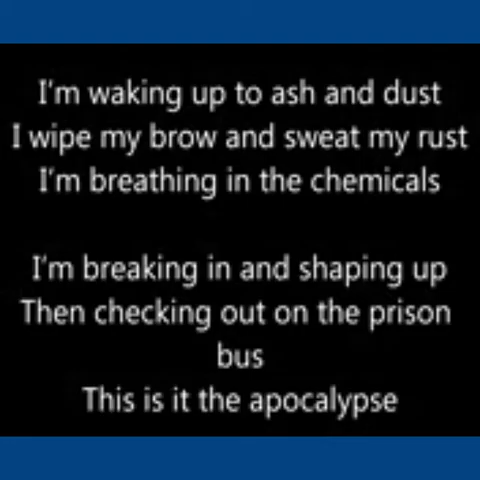 I'm waking up to ash and dust
I wipe my brow and sweat my rust
I'm breathing in the chemicals
I'm breaking in and shaping up
Then checking out on the prison
bus
This is it the apocalypse